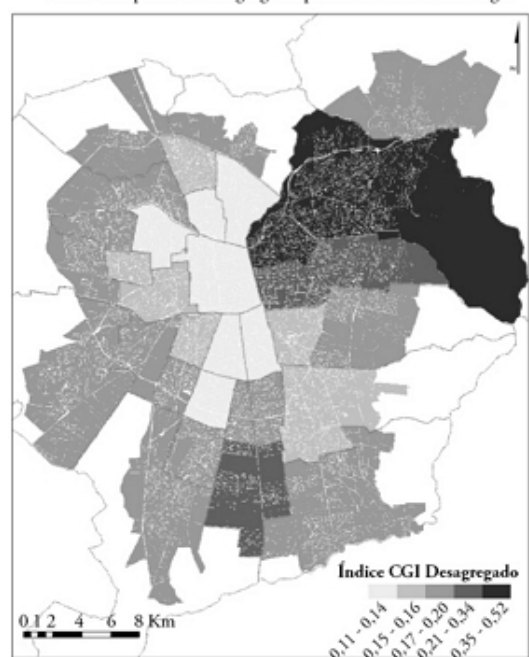 Índice CGI Desagregado
0,11 - 0,14
0,15 - 0,16
0,17 - 0,20
0,21 - 0,34
0,35 - 0,52
0 1 2 4 6 8 Km